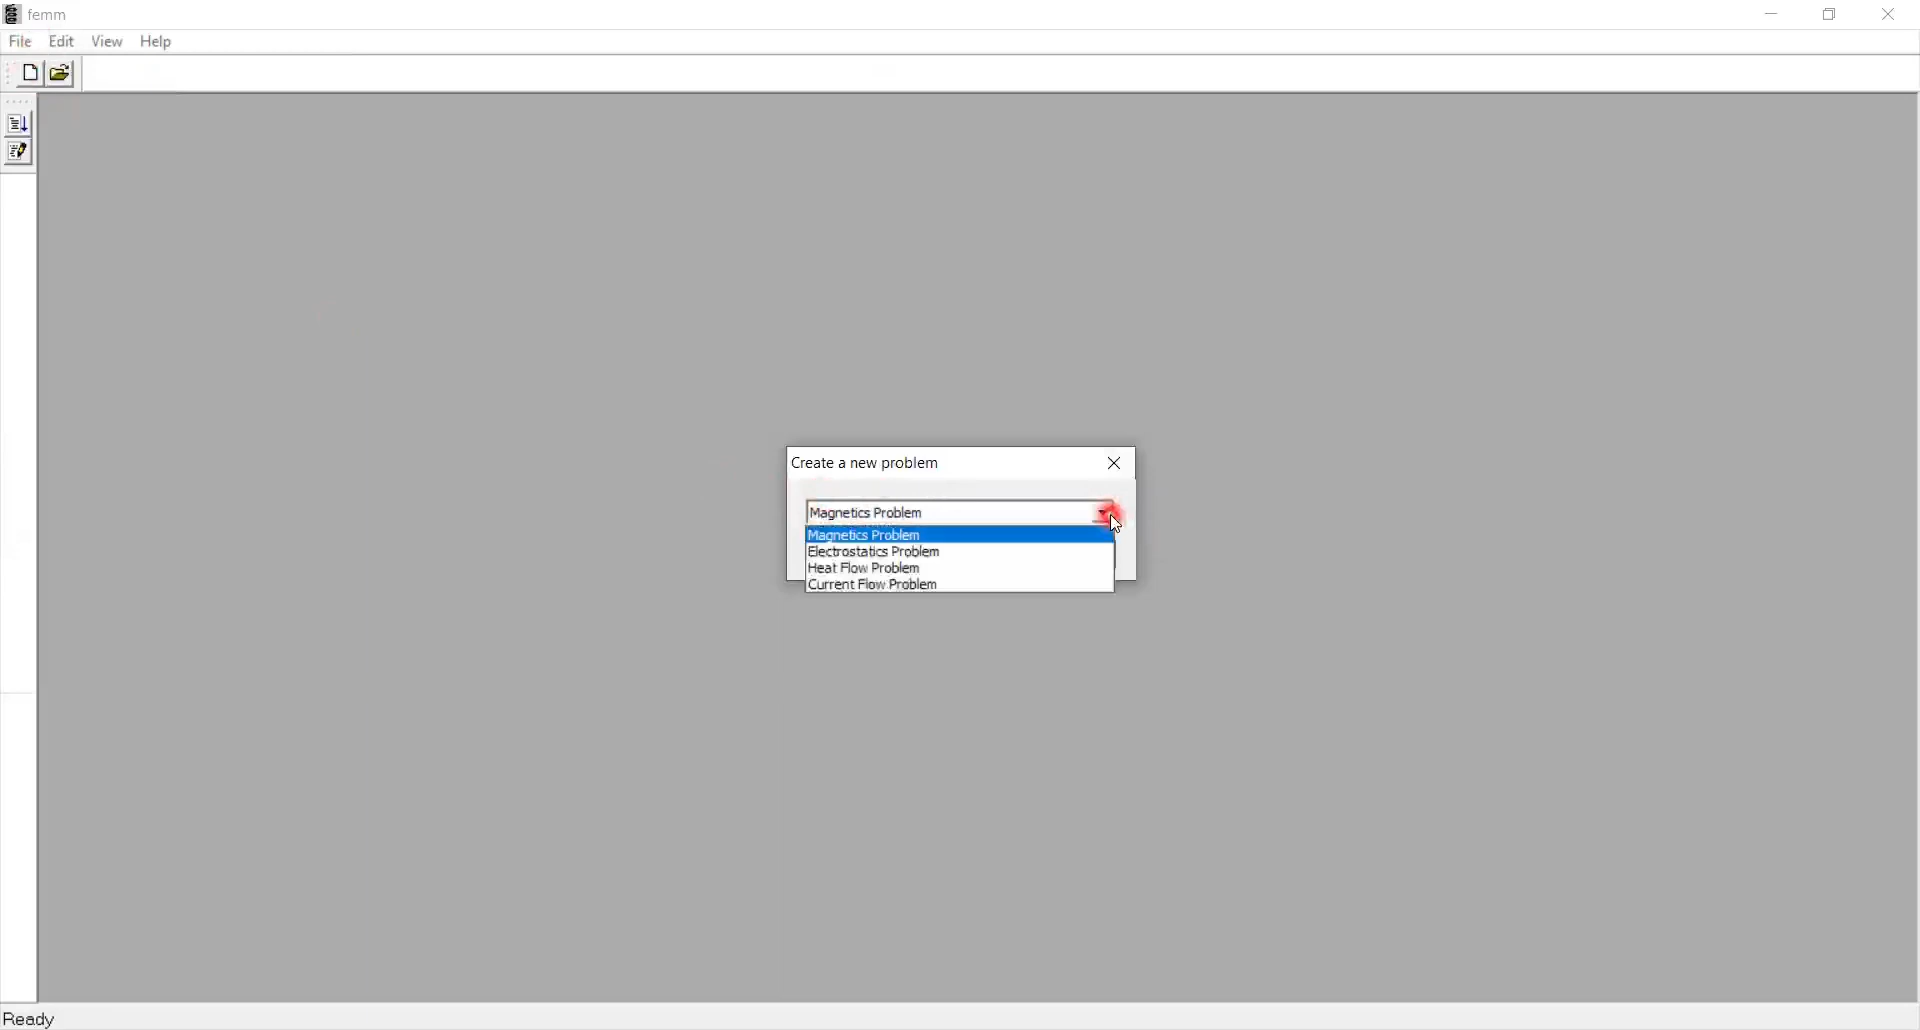 femm
File Edit View Help
Create a new problem
Magnetics Problem
Magnetics Problem
Electrostatics Problem
Heat Flow Problem
Current Flow Problem
Ready